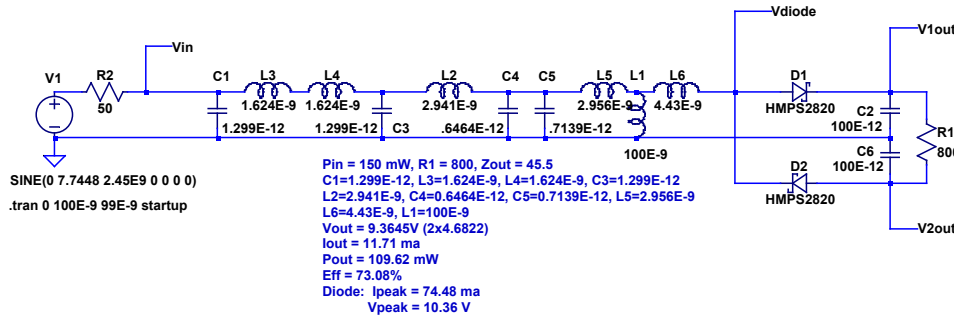 Vdiode
Vin
V1out
V1
R2
C1
L3
L4
L2
C4
C5
L5
L1
L6
D1
50
1.624E-9
1.624E-9
2.941E-9
2.956E-9
4.43E-9
HMPS2820
C2
1.299E-12
1.299E-12
C3
.6464E-12
.7139E-12
100E-12
R1
100E-9
C6
800
100E-12
D2
HMPS2820
V2out
SINE(0 7.7448 2.45E9 0 0 0 0)
.tran 0 100E-9 99E-9 startup
Pin = 150 mW, R1 = 800, Zout = 45.5
C1=1.299E-12, L3=1.624E-9, L4=1.624E-9, C3=1.299E-12
L2=2.941E-9, C4=0.6464E-12, C5=0.7139E-12, L5=2.956E-9
L6=4.43E-9, L1=100E-9
Vout = 9.3645V (2x4.6822)
Iout = 11.71 ma
Pout = 109.62 mW
Eff = 73.08%
Diode: Ipeak = 74.48 ma
Vpeak = 10.36 V